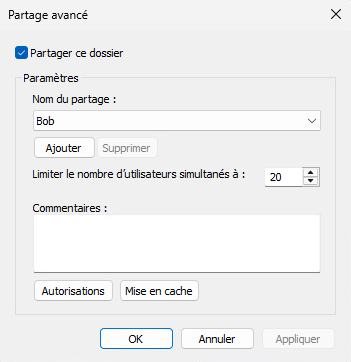 Partage avancé
Partager ce dossier
Paramètres
Nom du partage :
Bob
Ajouter Supprimer
Limiter le nombre d'utilisateurs simultanés à : 20
Commentaires :
Autorisations Mise en cache
OK Annuler Appliquer